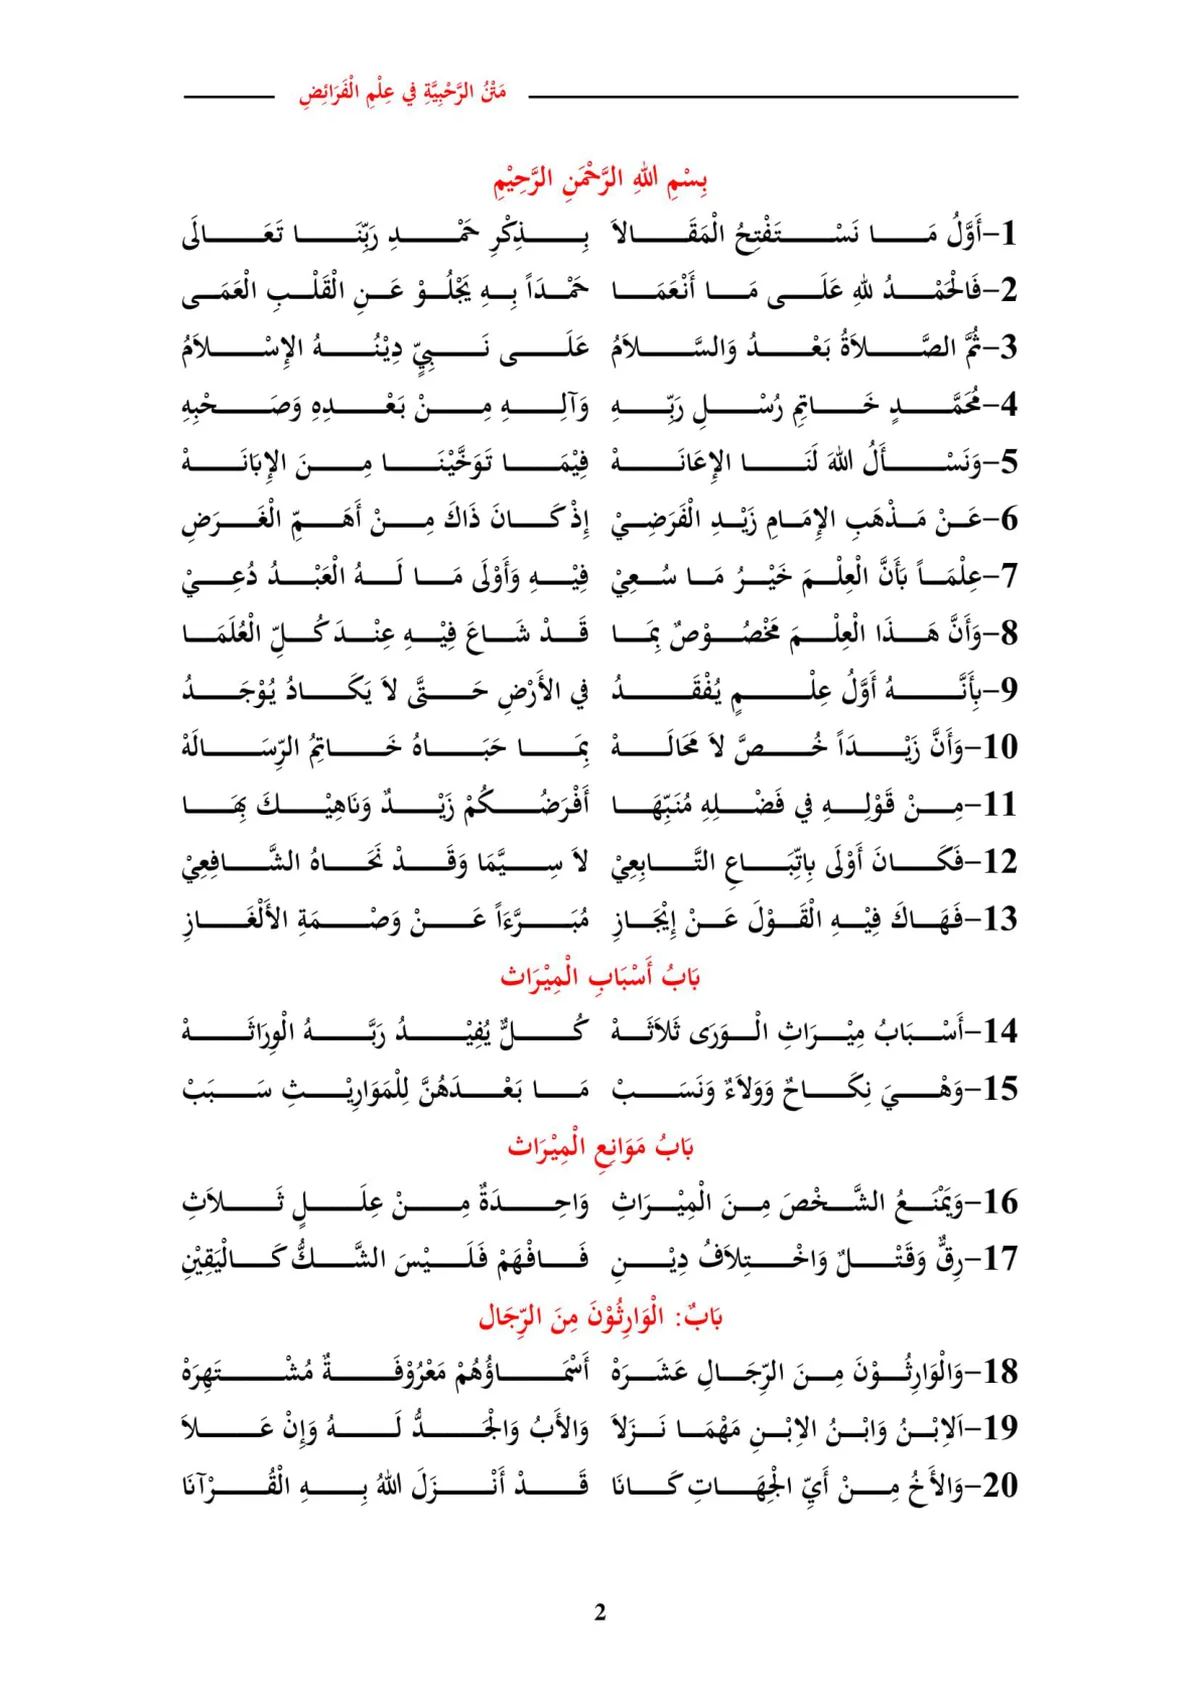 مَتْنُ الرَّحْبِيَّةِ فِي عِلْمِ الْفَرَائِضِ
بِسْمِ اللهِ الرَّحْمَنِ الرَّحِيْمِ
1-أَوَّلُ مَا نَسْتَفْتِحُ الْمَقَالاَ بِذِكْرِ حَمْدِ رَبِّنَا تَعَالَى
2-فَالْحَمْدُ للهِ عَلَى مَا أَنْعَمَا حَمْدَاً بِهِ يَجْلُوْ عَنِ الْقَلْبِ الْعَمَى
3-ثُمَّ الصَّلاَةُ بَعْدُ وَالسَّلاَمُ عَلَى نَبِيٍّ دِيْنُهُ الإِسْلاَمُ
4-مُحَمَّدٍ خَاتِمِ رُسْلِ رَبِّهِ وَآلِهِ مِنْ بَعْدِهِ وَصَحْبِهِ
5-وَنَسْأَلُ اللهَ لَنَا الإِعَانَهْ فِيْمَا تَوَخَّيْنَا مِنَ الإِبَانَهْ
6-عَنْ مَذْهَبِ الإِمَامِ زَيْدِ الْفَرَضِيْ إِذْ كَانَ ذَاكَ مِنْ أَهَمِّ الْغَرَضِ
7-عِلْمَاً بَأَنَّ الْعِلْمَ خَيْرُ مَا سُعِيْ فِيْهِ وَأَوْلَى مَا لَهُ الْعَبْدُ دُعِيْ
8-وَأَنَّ هَذَا الْعِلْمَ مَخْصُوْصٌ بِمَا قَدْ شَاعَ فِيْهِ عِنْدَ كُلِّ الْعُلَمَا
9-بِأَنَّهُ أَوَّلُ عِلْمٍ يُفْقَدُ فِي الأَرْضِ حَتَّى لاَ يَكَادُ يُوْجَدُ
10-وَأَنَّ زَيْدَاً خُصَّ لاَ مَحَالَهْ بِمَا حَبَاهُ خَاتِمُ الرِّسَالَهْ
11-مِنْ قَوْلِهِ فِي فَضْلِهِ مُنَبِّهَا أَفْرَضُكُمْ زَيْدٌ وَنَاهِيْكَ بِهَا
12-فَكَانَ أَوْلَى بِاتِّبَاعِ التَّابِعِيْ لاَ سِيَّمَا وَقَدْ نَحَاهُ الشَّافِعِيْ
13-فَهَاكَ فِيْهِ الْقَوْلَ عَنْ إِيْجَازِ مُبَرَّءَاً عَنْ وَصْمَةِ الأَلْغَازِ
بَابُ أَسْبَابِ الْمِيْرَاث
14-أَسْبَابُ مِيْرَاثِ الْوَرَى ثَلاَثَهْ كُلٌّ يُفِيْدُ رَبَّهُ الْوِرَاثَهْ
15-وَهْيَ نِكَاحٌ وَوَلاَءٌ وَنَسَبْ مَا بَعْدَهُنَّ لِلْمَوَارِيْثِ سَبَبْ
بَابُ مَوَانِعِ الْمِيْرَاث
16-وَيَمْنَعُ الشَّخْصَ مِنَ الْمِيْرَاثِ وَاحِدَةٌ مِنْ عِلَلٍ ثَلاَثِ
17-رِقٌّ وَقَتْلٌ وَاخْتِلاَفُ دِيْنِ فَافْهَمْ فَلَيْسَ الشَّكُّ كَالْيَقِيْنِ
بَابٌ: الْوَارِثُوْنَ مِنَ الرِّجَال
18-وَالْوَارِثُوْنَ مِنَ الرِّجَالِ عَشَرَهْ أَسْمَاؤُهُمْ مَعْرُوْفَةٌ مُشْتَهِرَهْ
19-اَلاِبْنُ وَابْنُ الاِبْنِ مَهْمَا نَزَلاَ وَالأَبُ وَالْجَدُّ لَهُ وَإِنْ عَلاَ
20-وَالأَخُ مِنْ أَيِّ الْجِهَاتِ كَانَا قَدْ أَنْزَلَ اللهُ بِهِ الْقُرْآنَا
2